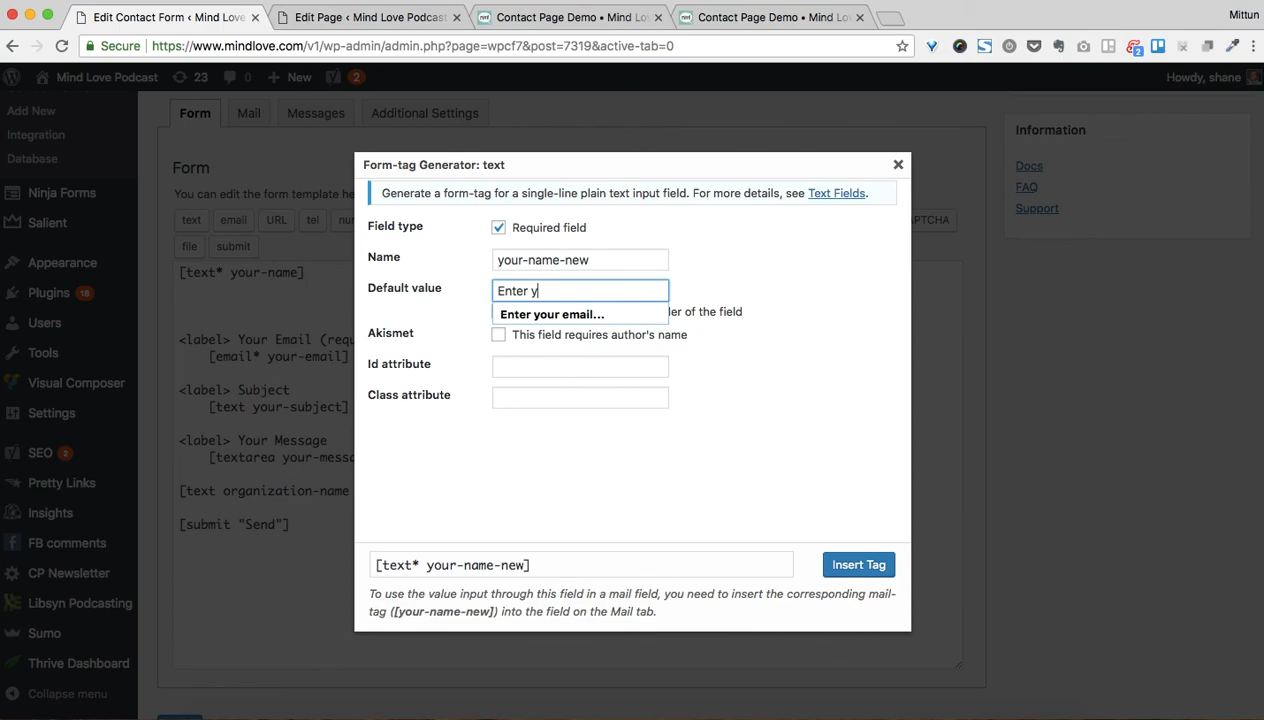 Edit Contact Form ‹ Mind Love
Edit Page ‹ Mind Love Podcast
Contact Page Demo • Mind Lo
Contact Page Demo • Mind Lo
Mittun
Secure
https://www.mindlove.com/v1/wp-admin/admin.php?page=wpcf7&post=7319&active-tab=0
2
Mind Love Podcast
23
0
New
2
Howdy, shane
Add New
Integration
Database
Ninja Forms
Salient
Appearance
Plugins 18
Users
Tools
Visual Composer
Settings
SEO 2
Pretty Links
Insights
FB comments
CP Newsletter
Libsyn Podcasting
Sumo
Thrive Dashboard
Collapse menu
Form
Mail
Messages
Additional Settings
Form
You can edit the form template he
text
email
URL
tel
nu
APTCHA
file
submit
[text* your-name]
<label> Your Email (requ
[email* your-email]
<label> Subject
[text your-subject]
<label> Your Message
[textarea your-messa
[text organization-name
[submit "Send"]
Information
Docs
FAQ
Support
Form-tag Generator: text
Generate a form-tag for a single-line plain text input field. For more details, see Text Fields.
Field type
Required field
Name
your-name-new
Default value
Enter y
Enter your email...
er of the field
Akismet
This field requires author's name
Id attribute
Class attribute
[text* your-name-new]
Insert Tag
To use the value input through this field in a mail field, you need to insert the corresponding mail-
tag ([your-name-new]) into the field on the Mail tab.